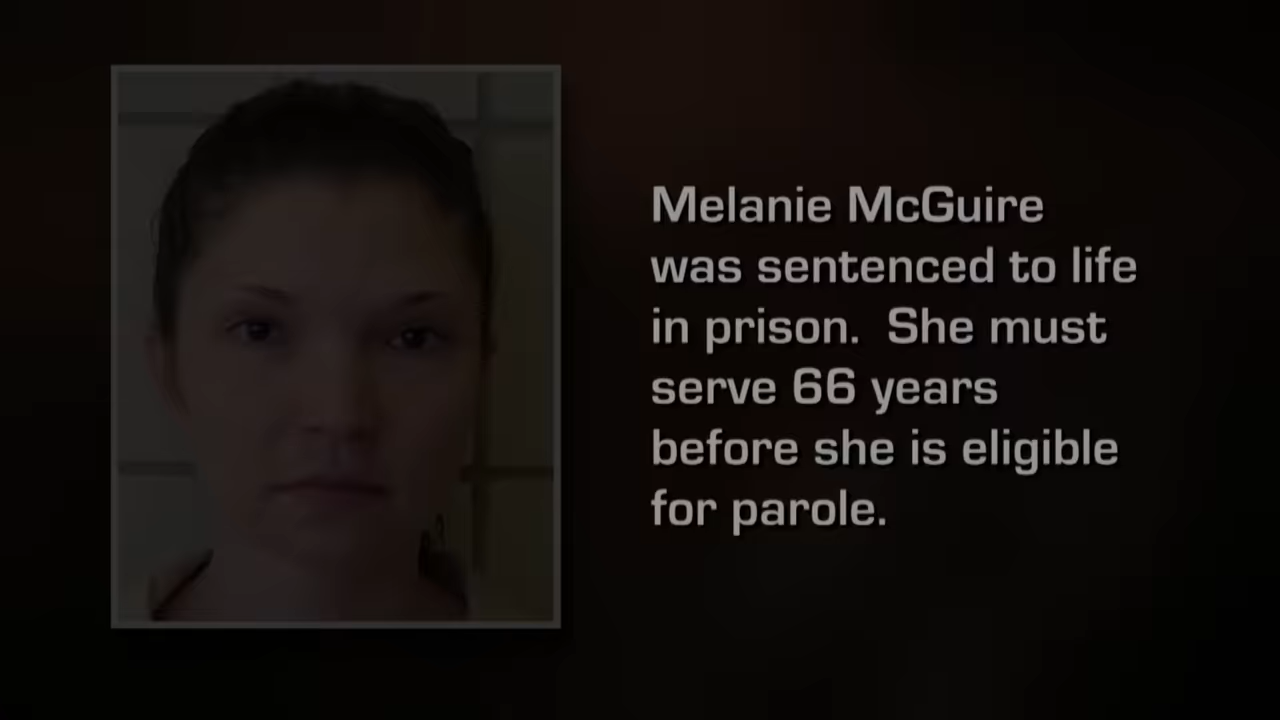 Melanie McGuire
was sentenced to life
in prison.  She must
serve 66 years
before she is eligible
for parole.